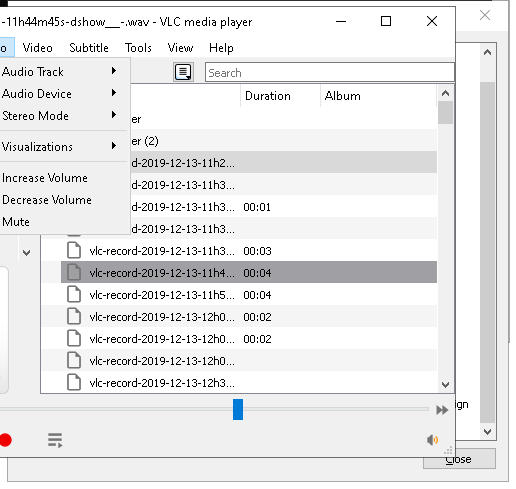 -11h44m45s-dshow___-.wav - VLC media player
o Video Subtitle Tools View Help
Audio Track
Audio Device
Stereo Mode
Visualizations
Increase Volume
Decrease Volume
Mute
Search
Duration Album
er
er (2)
d-2019-12-13-11h2...
d-2019-12-13-11h3...
d-2019-12-13-11h3... 00:01
d-2019-12-13-11h3...
vlc-record-2019-12-13-11h3... 00:03
vlc-record-2019-12-13-11h4... 00:04
vlc-record-2019-12-13-11h5... 00:04
vlc-record-2019-12-13-12h0... 00:02
vlc-record-2019-12-13-12h0... 00:02
vlc-record-2019-12-13-12h0...
vlc-record-2019-12-13-12h3...
ign
Close